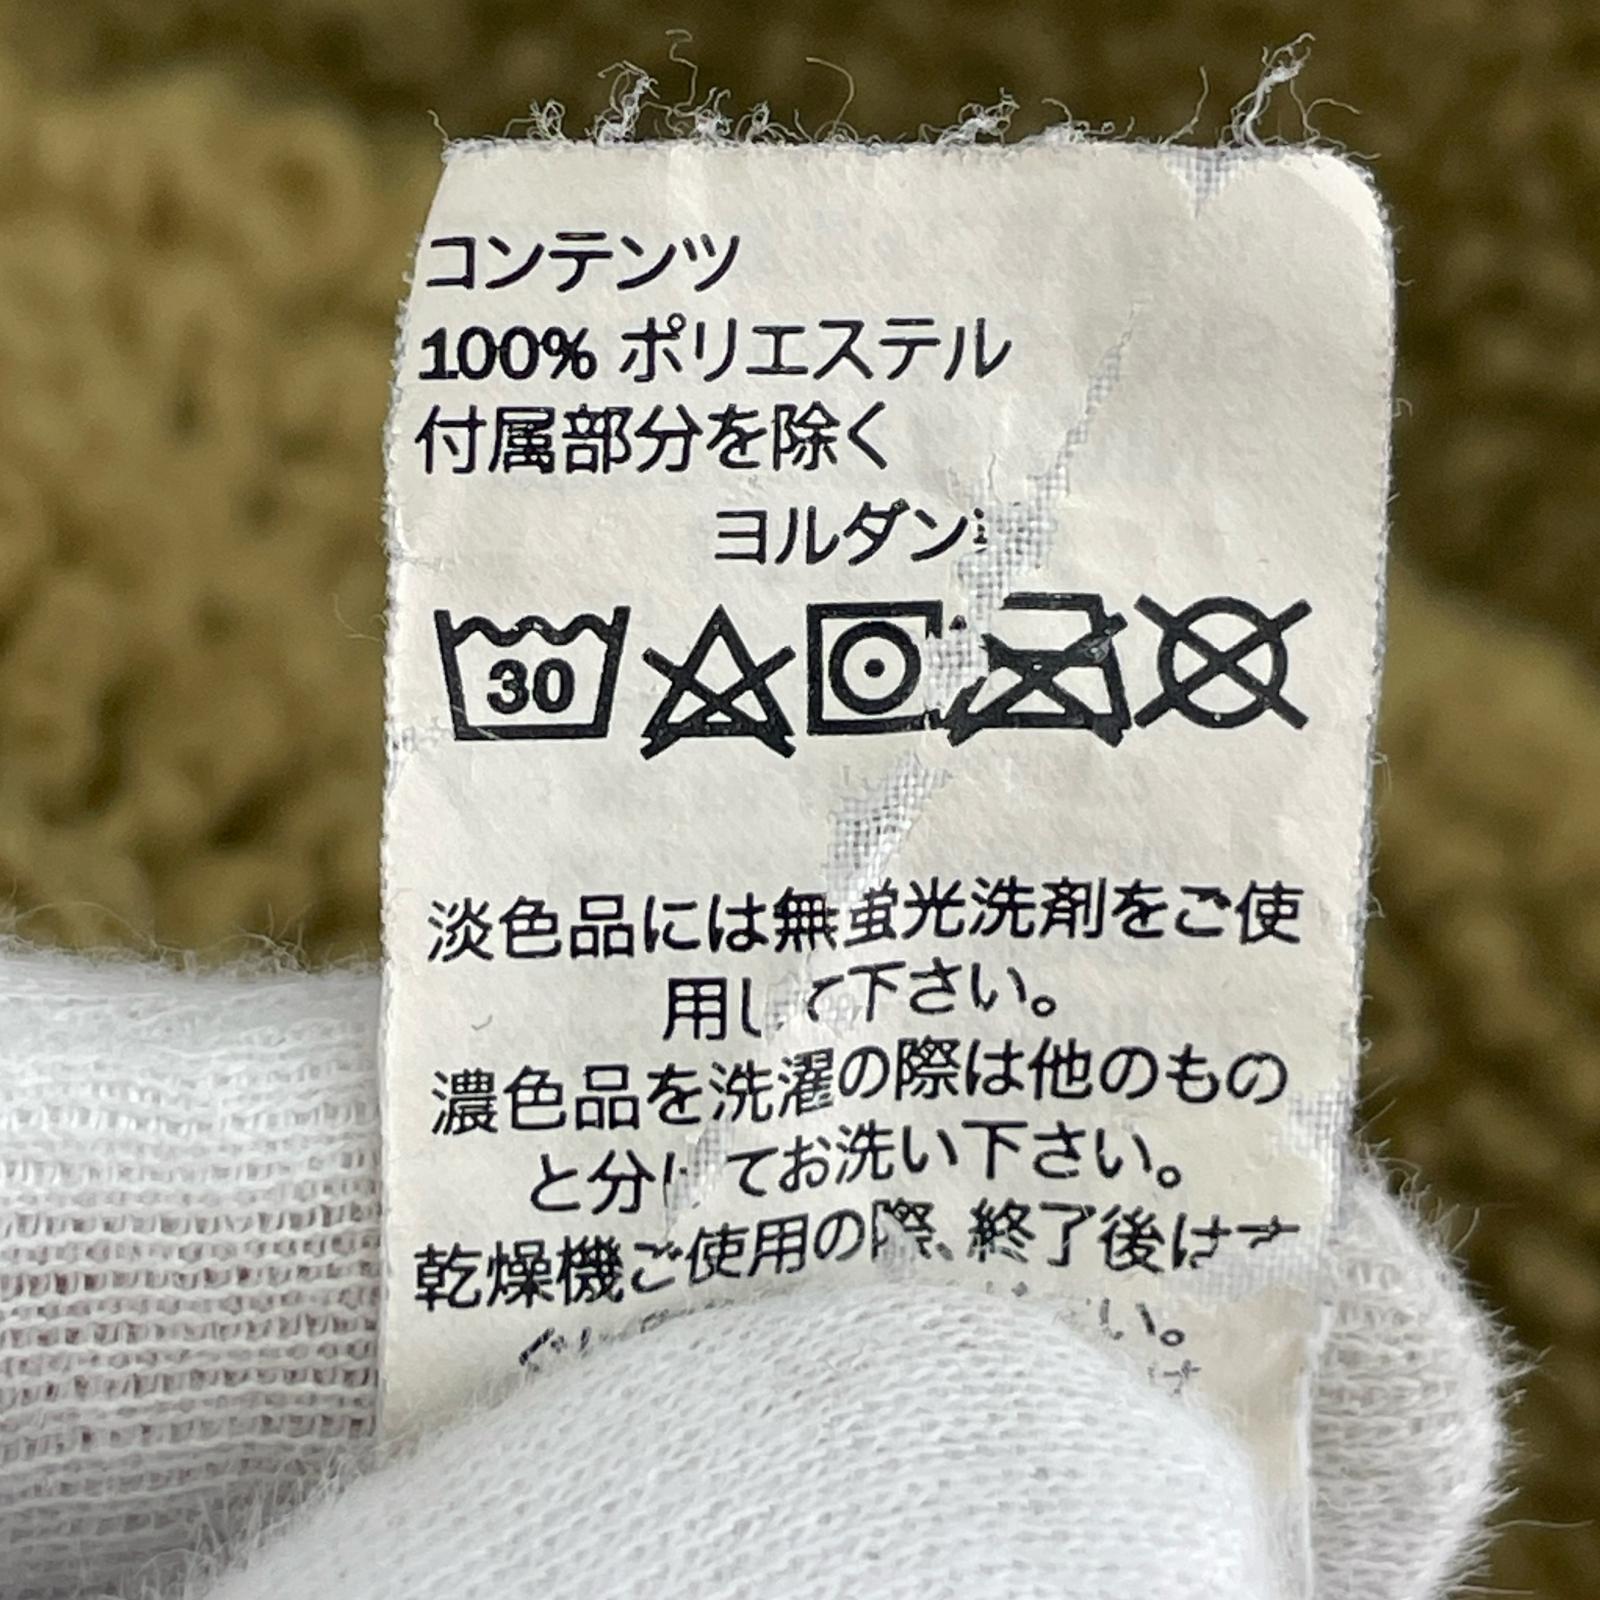 コンテンツ
100% ポリエステル
付属部分を除く
ヨルダン
30
淡色品には無蛍光洗剤をご使
用して下さい。
濃色品を洗濯の際は他のもの
と分けてお洗い下さい。
乾燥機ご使用の際、終了後はす
い。